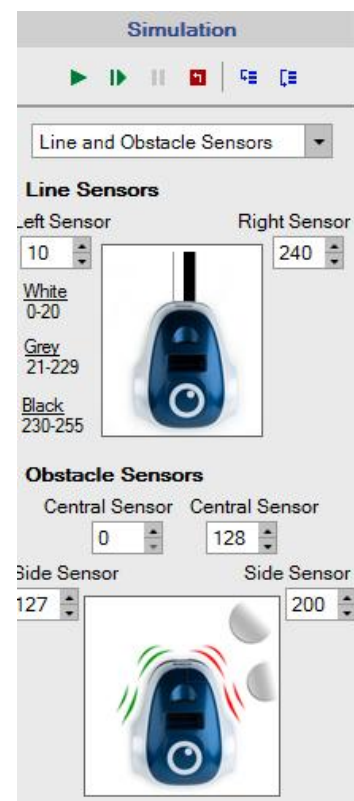 Simulation
Line and Obstacle Sensors
Line Sensors
Left Sensor Right Sensor
10 240
White
0-20
Grey
21-229
Black
230-255
Obstacle Sensors
Central Sensor Central Sensor
0 128
Side Sensor Side Sensor
127 200